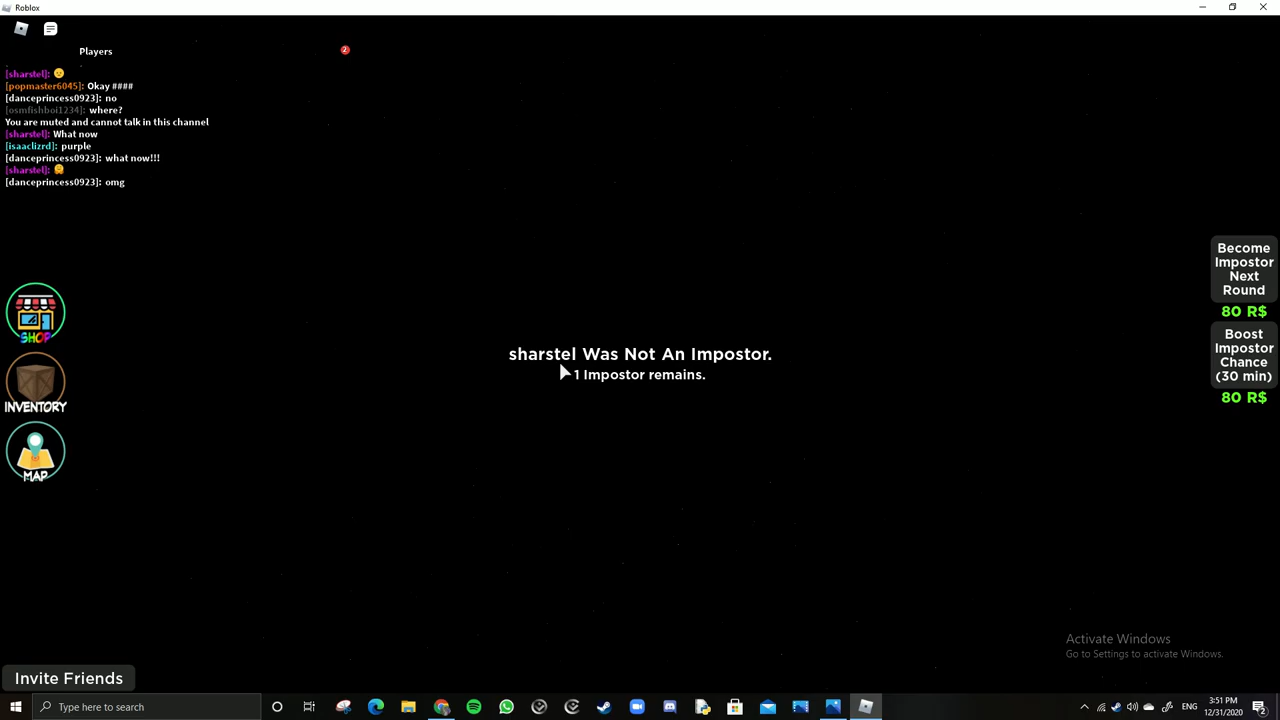 Roblox
Players
2
[sharstel]:
[popmaster6045]: Okay ####
[danceprincess0923]: no
[osmfishboi1234]: where?
You are muted and cannot talk in this channel
[sharstel]: What now
[isaaclizrd]: purple
[danceprincess0923]: what now!!!
[sharstel]:
[danceprincess0923]: omg
Become
Impostor
Next
Round
80 R$
Boost
Impostor
Chance
(30 min)
80 R$
SHOP
INVENTORY
MAP
sharstel Was Not An Impostor.
1 Impostor remains.
Activate Windows
Go to Settings to activate Windows.
Invite Friends
Type here to search
ENG
3:51 PM
12/31/2020
2